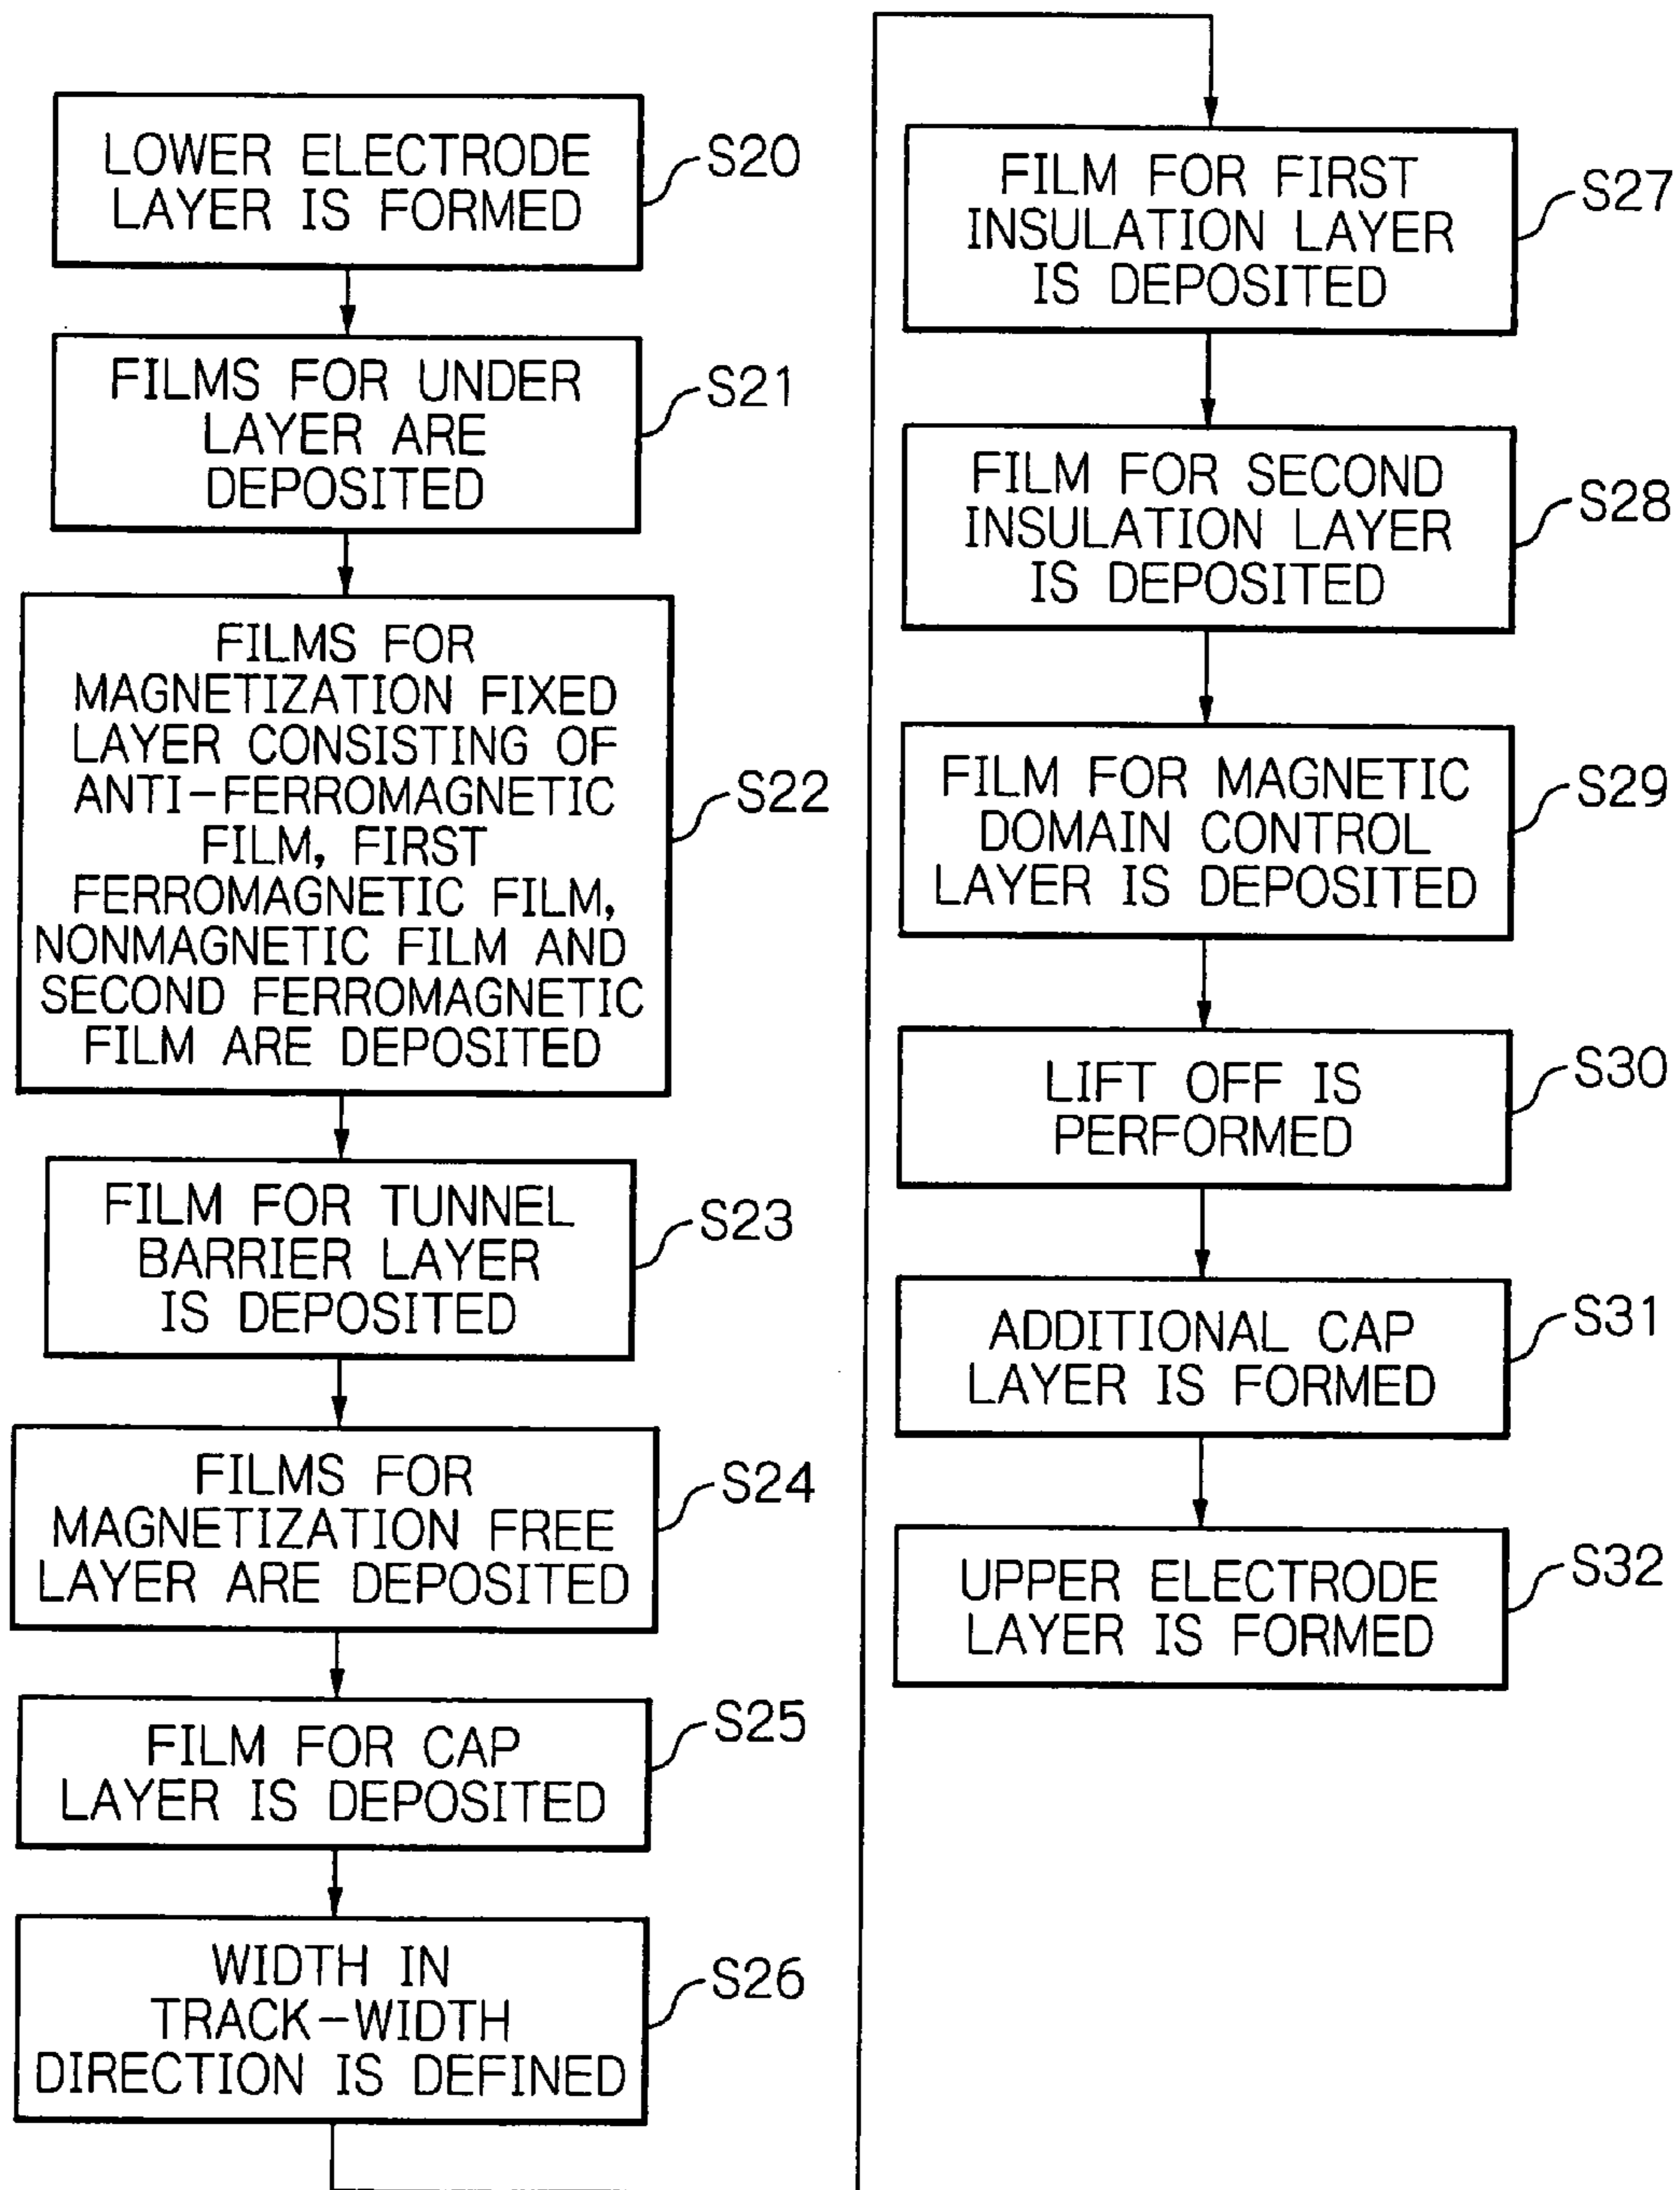 LOWER ELECTRODE
LAYER IS FORMED
S20
FILMS FOR UNDER
LAYER ARE
DEPOSITED
S21
FILMS FOR
MAGNETIZATION FIXED
LAYER CONSISTING OF
ANTI-FERROMAGNETIC
FILM, FIRST
FERROMAGNETIC FILM,
NONMAGNETIC FILM AND
SECOND FERROMAGNETIC
FILM ARE DEPOSITED
S22
FILM FOR TUNNEL
BARRIER LAYER
IS DEPOSITED
S23
FILMS FOR
MAGNETIZATION FREE
LAYER ARE DEPOSITED
S24
FILM FOR CAP
LAYER IS DEPOSITED
S25
WIDTH IN
TRACK-WIDTH
DIRECTION IS DEFINED
S26
FILM FOR FIRST
INSULATION LAYER
IS DEPOSITED
S27
FILM FOR SECOND
INSULATION LAYER
IS DEPOSITED
S28
FILM FOR MAGNETIC
DOMAIN CONTROL
LAYER IS DEPOSITED
S29
LIFT OFF IS
PERFORMED
S30
ADDITIONAL CAP
LAYER IS FORMED
S31
UPPER ELECTRODE
LAYER IS FORMED
S32